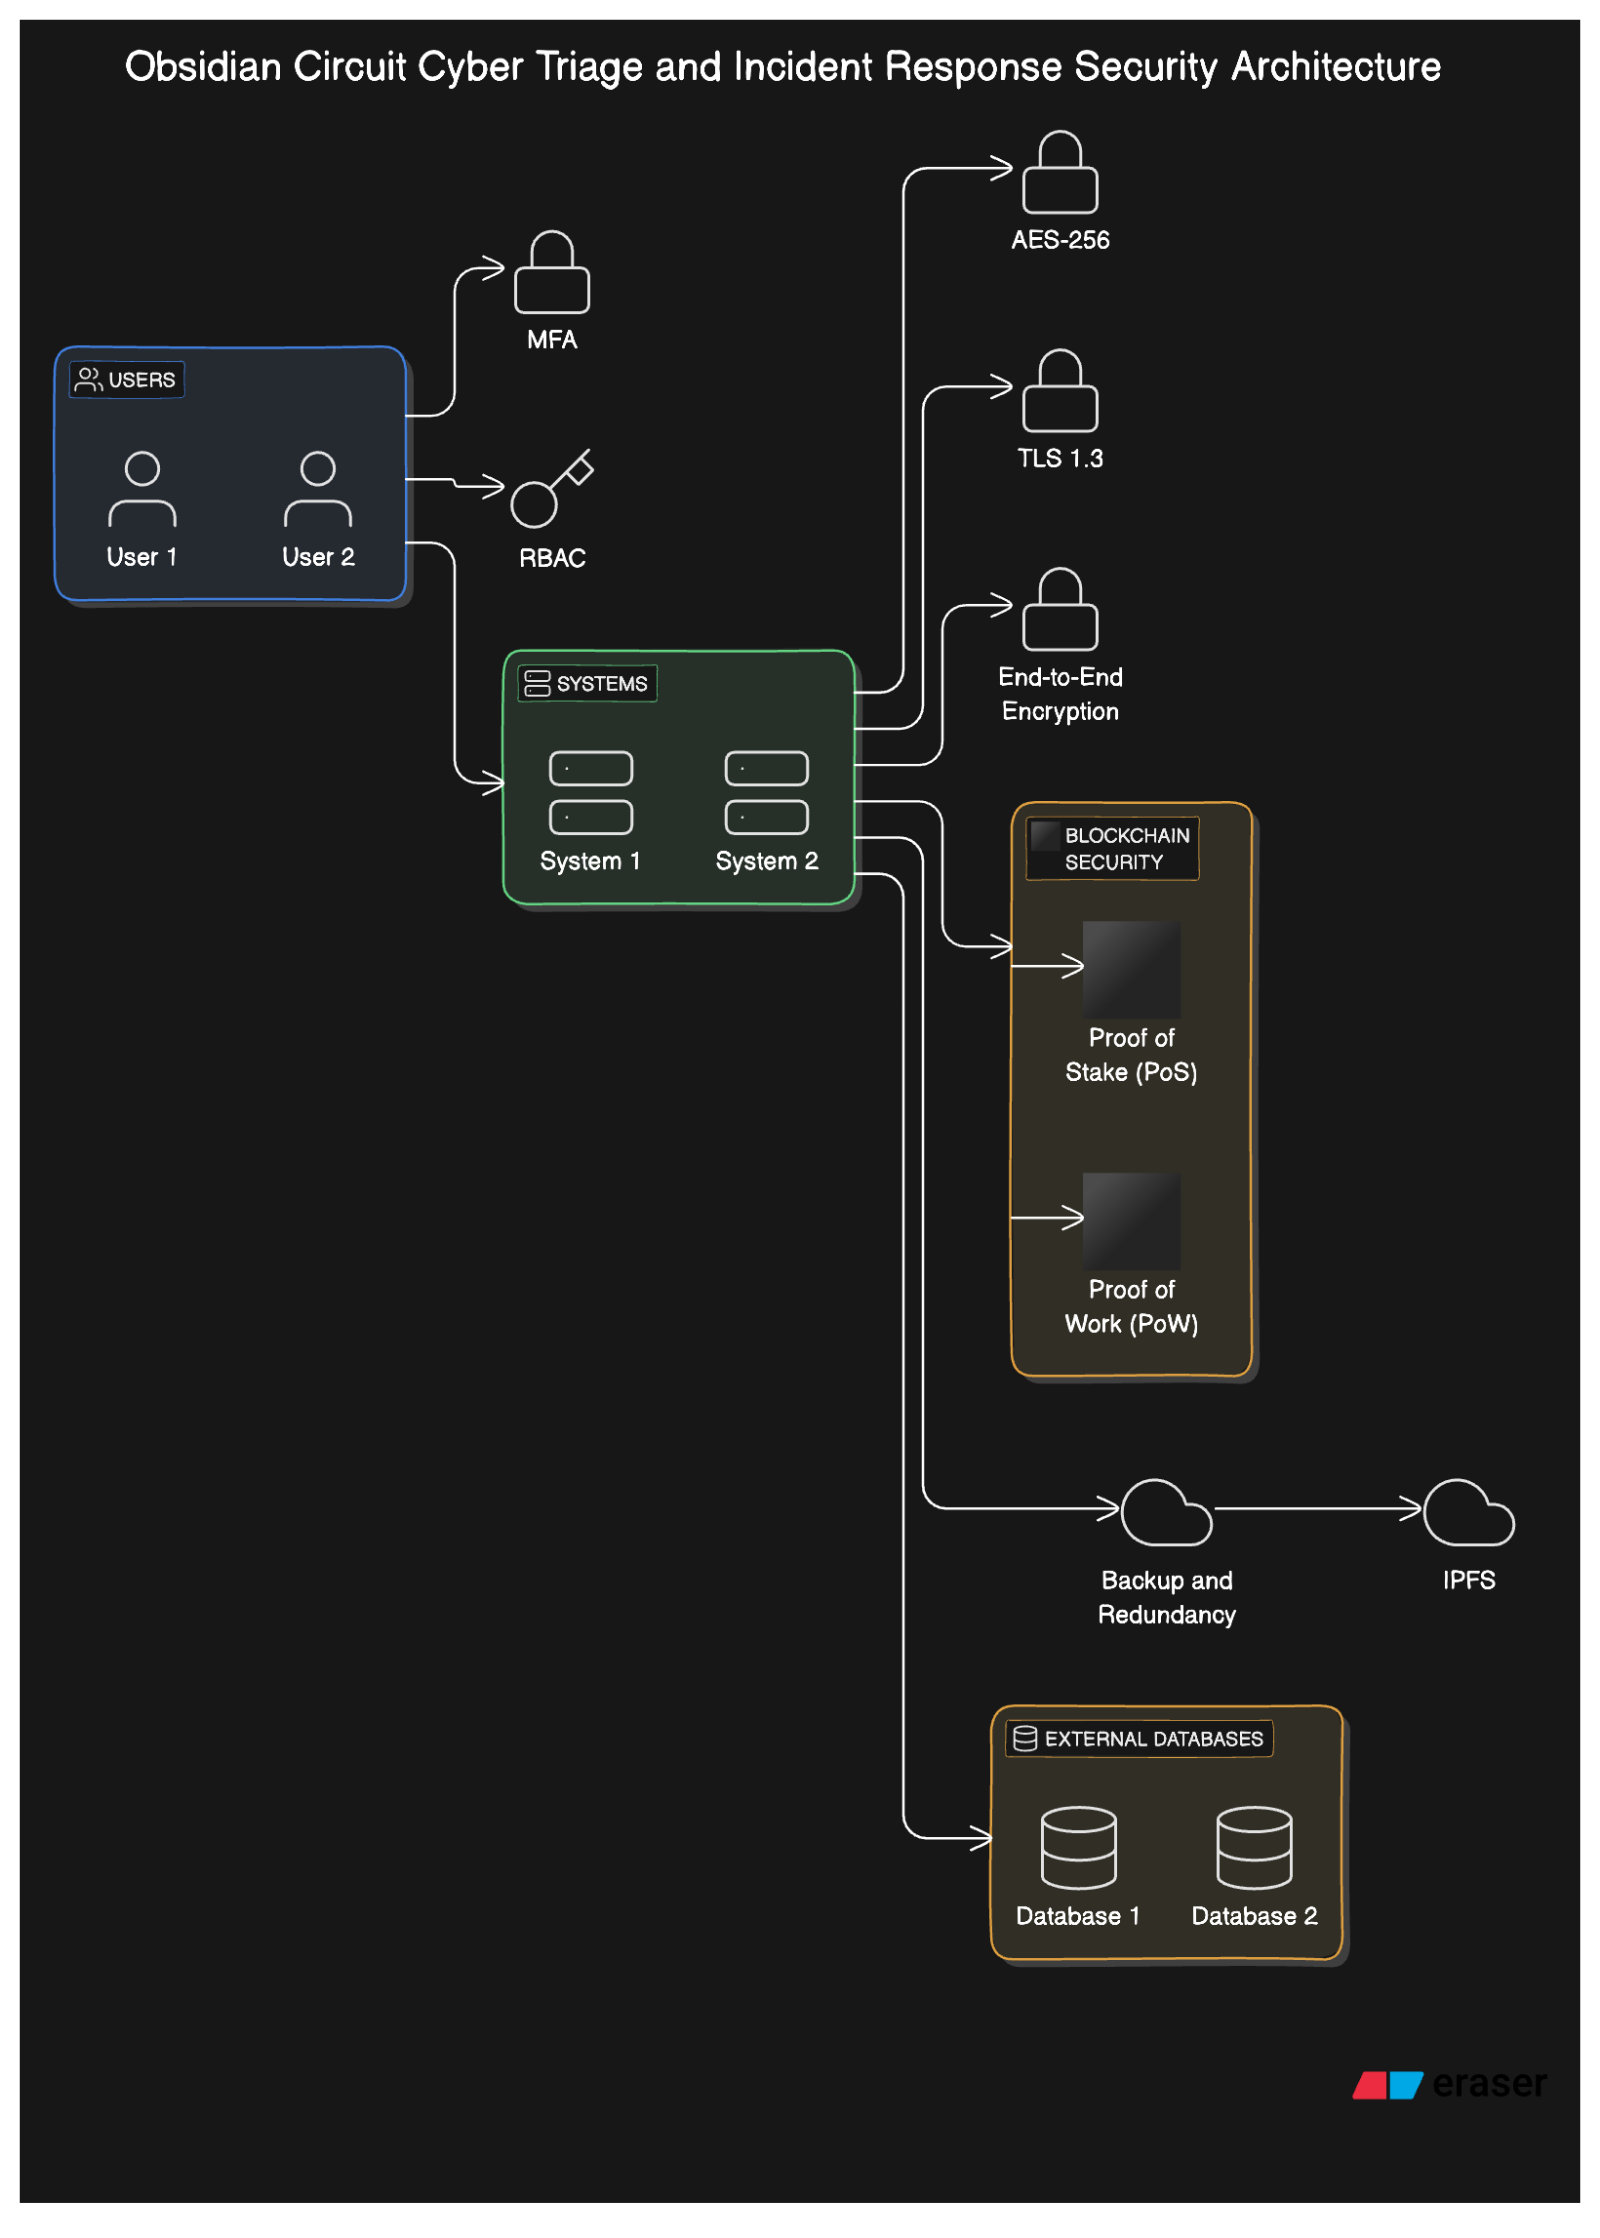 Obsidian Circuit Cyber Triage and Incident Response Security Architecture
AES-256
MFA
TLS 1.3
USERS
User 1
User 2
RBAC
End-to-End
Encryption
SYSTEMS
System 1
System 2
BLOCKCHAIN
SECURITY
Proof of
Stake (PoS)
Proof of
Work (PoW)
Backup and
Redundancy
IPFS
EXTERNAL DATABASES
Database 1
Database 2
eraser